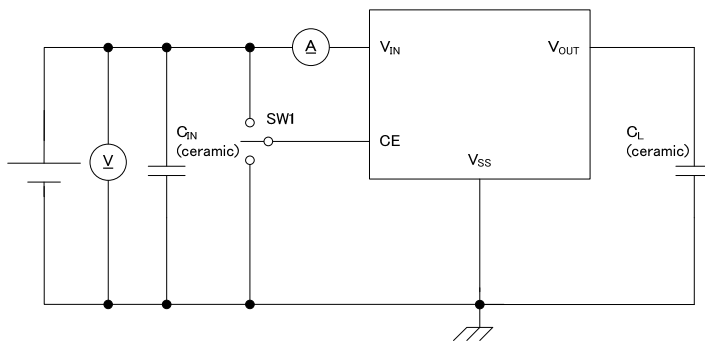 A
V_IN
V_OUT
SW1
C_IN
(ceramic)
CE
C_L
(ceramic)
V
V_SS